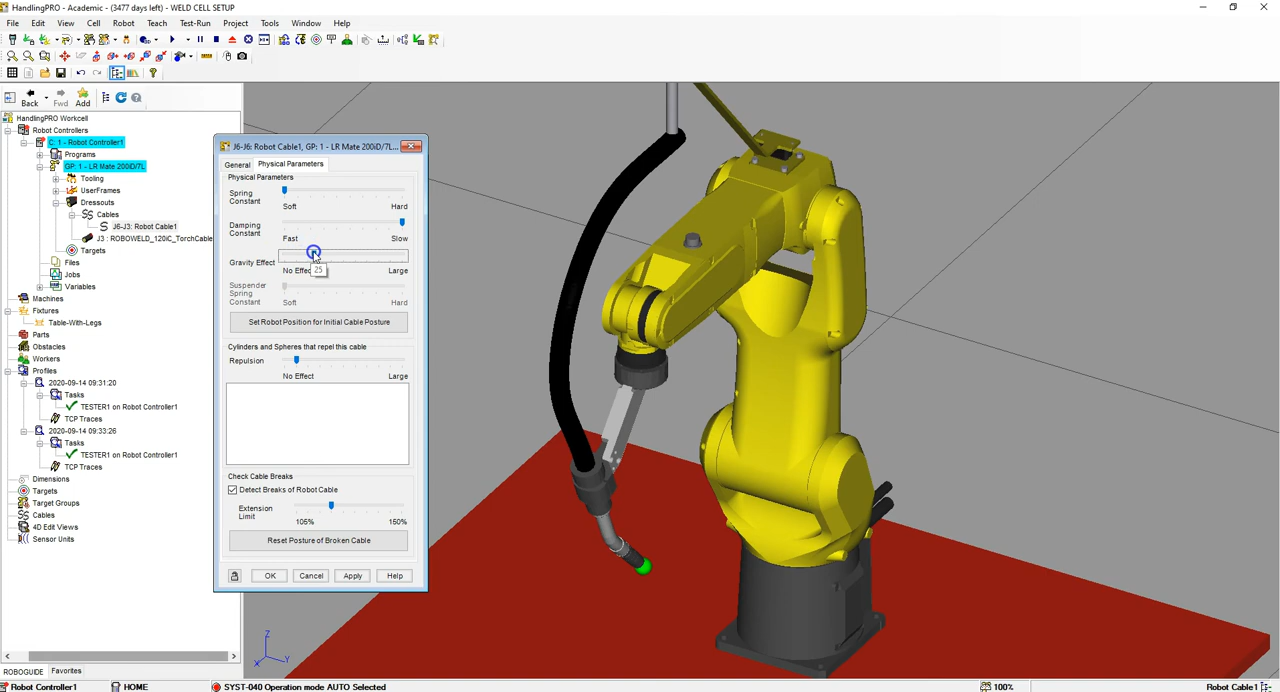 HandlingPRO - Academic - (3477 days left) - WELD CELL SETUP
File Edit View Cell Robot Teach Test-Run Project Tools Window Help
Back Fwd Add
HandlingPRO Workcell
Robot Controllers
C: 1 - Robot Controller1
Programs
GP: 1 - LR Mate 200iD/7L
Tooling
UserFrames
Dressouts
Cables
J6-J3: Robot Cable1
J3 : ROBOWELD_120iC_TorchCable
Targets
Files
Jobs
Variables
Machines
Fixtures
Table-With-Legs
Parts
Obstacles
Workers
Profiles
2020-09-14 09:31:20
Tasks
TESTER1 on Robot Controller1
TCP Traces
2020-09-14 09:33:26
Tasks
TESTER1 on Robot Controller1
TCP Traces
Dimensions
Targets
Target Groups
Cables
4D Edit Views
Sensor Units
ROBOGUIDE Favorites
J6-J6: Robot Cable1, GP: 1 - LR Mate 200iD/7L...
General Physical Parameters
Physical Parameters
Spring Constant
Soft Hard
Damping Constant
Fast Slow
Gravity Effect
25
No Effec Large
Suspender Spring Constant
Soft Hard
Set Robot Position for Initial Cable Posture
Cylinders and Spheres that repel this cable
Repulsion
No Effect Large
Check Cable Breaks
Detect Breaks of Robot Cable
Extension Limit
105% 150%
Reset Posture of Broken Cable
OK Cancel Apply Help
Z
X Y
Robot Controller1 HOME SYST-040 Operation mode AUTO Selected 100% Robot Cable1